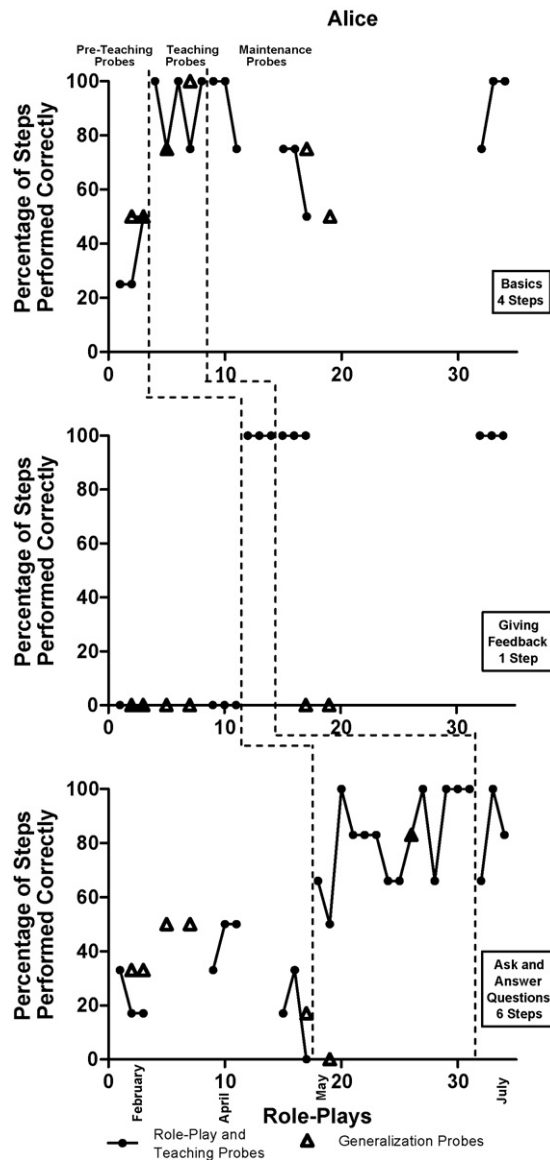 Alice
Pre-Teaching Probes
Teaching Probes
Maintenance Probes
Percentage of Steps
Performed Correctly
100
80
60
40
20
0
Basics
4 Steps
0 10 20 30
Percentage of Steps
Performed Correctly
100
80
60
40
20
0
Giving
Feedback
1 Step
0 10 20 30
Percentage of Steps
Performed Correctly
100
80
60
40
20
0
Ask and
Answer
Questions
6 Steps
0 10 20 30
February
April
May
July
Role-Plays
Role-Play and
Teaching Probes
Generalization Probes